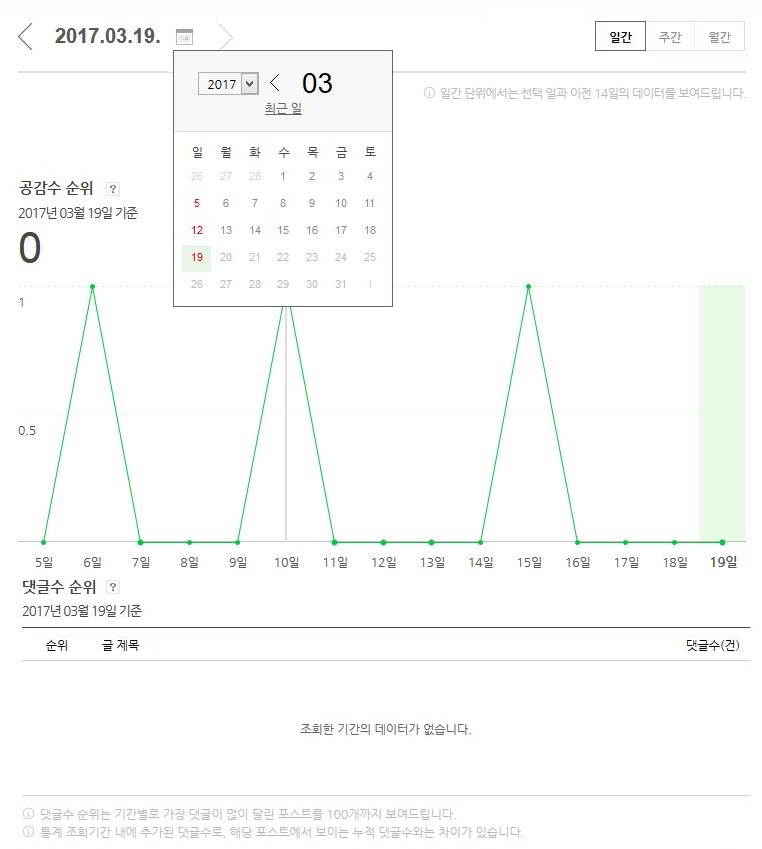 2017.03.19.
일간 주간 월간
2017 03
최근 일
ⓘ 일간 단위에서는 선택 일과 이전 14일의 데이터를 보여드립니다.
일 월 화 수 목 금 토
26 27 28 1 2 3 4
5 6 7 8 9 10 11
12 13 14 15 16 17 18
19 20 21 22 23 24 25
26 27 28 29 30 31 1
공감수 순위 ?
2017년 03월 19일 기준
0
1
0.5
5일 6일 7일 8일 9일 10일 11일 12일 13일 14일 15일 16일 17일 18일 19일
댓글수 순위 ?
2017년 03월 19일 기준
순위 글 제목 댓글수(건)
조회한 기간의 데이터가 없습니다.
ⓘ 댓글수 순위는 기간별로 가장 댓글이 많이 달린 포스트를 100개까지 보여드립니다.
ⓘ 통계 조회기간 내에 추가된 댓글수로, 해당 포스트에서 보이는 누적 댓글수와는 차이가 있습니다.